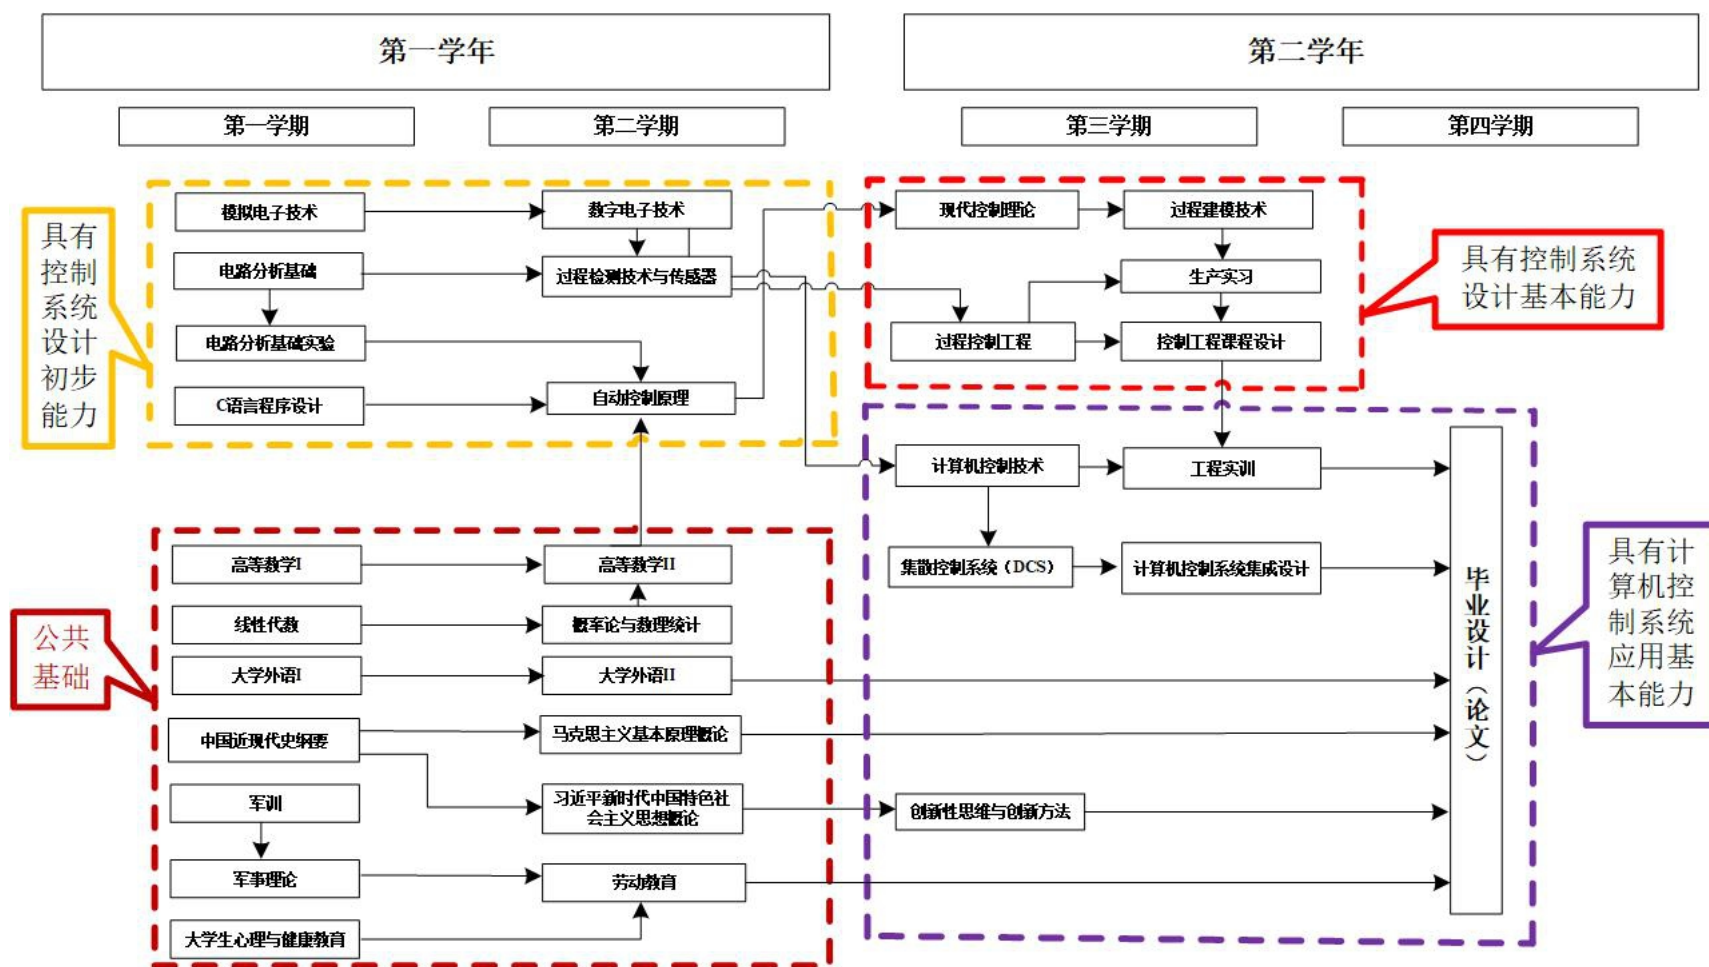 第一学年
第二学年
第一学期
第二学期
第三学期
第四学期
具有
控制
系统
设计
初步
能力
模拟电子技术
数字电子技术
电路分析基础
过程检测技术与传感器
电路分析基础实验
C语言程序设计
自动控制原理
现代控制理论
过程建模技术
生产实习
过程控制工程
控制工程课程设计
具有控制系统
设计基本能力
公共
基础
高等数学I
高等数学II
线性代数
概率论与数理统计
大学外语I
大学外语II
中国近现代史纲要
马克思主义基本原理概论
军训
习近平新时代中国特色社
会主义思想概论
军事理论
劳动教育
大学生心理与健康教育
计算机控制技术
工程实训
集散控制系统（DCS）
计算机控制系统集成设计
创新性思维与创新方法
毕业设计（论文）
具有计
算机控
制系统
应用基
本能力